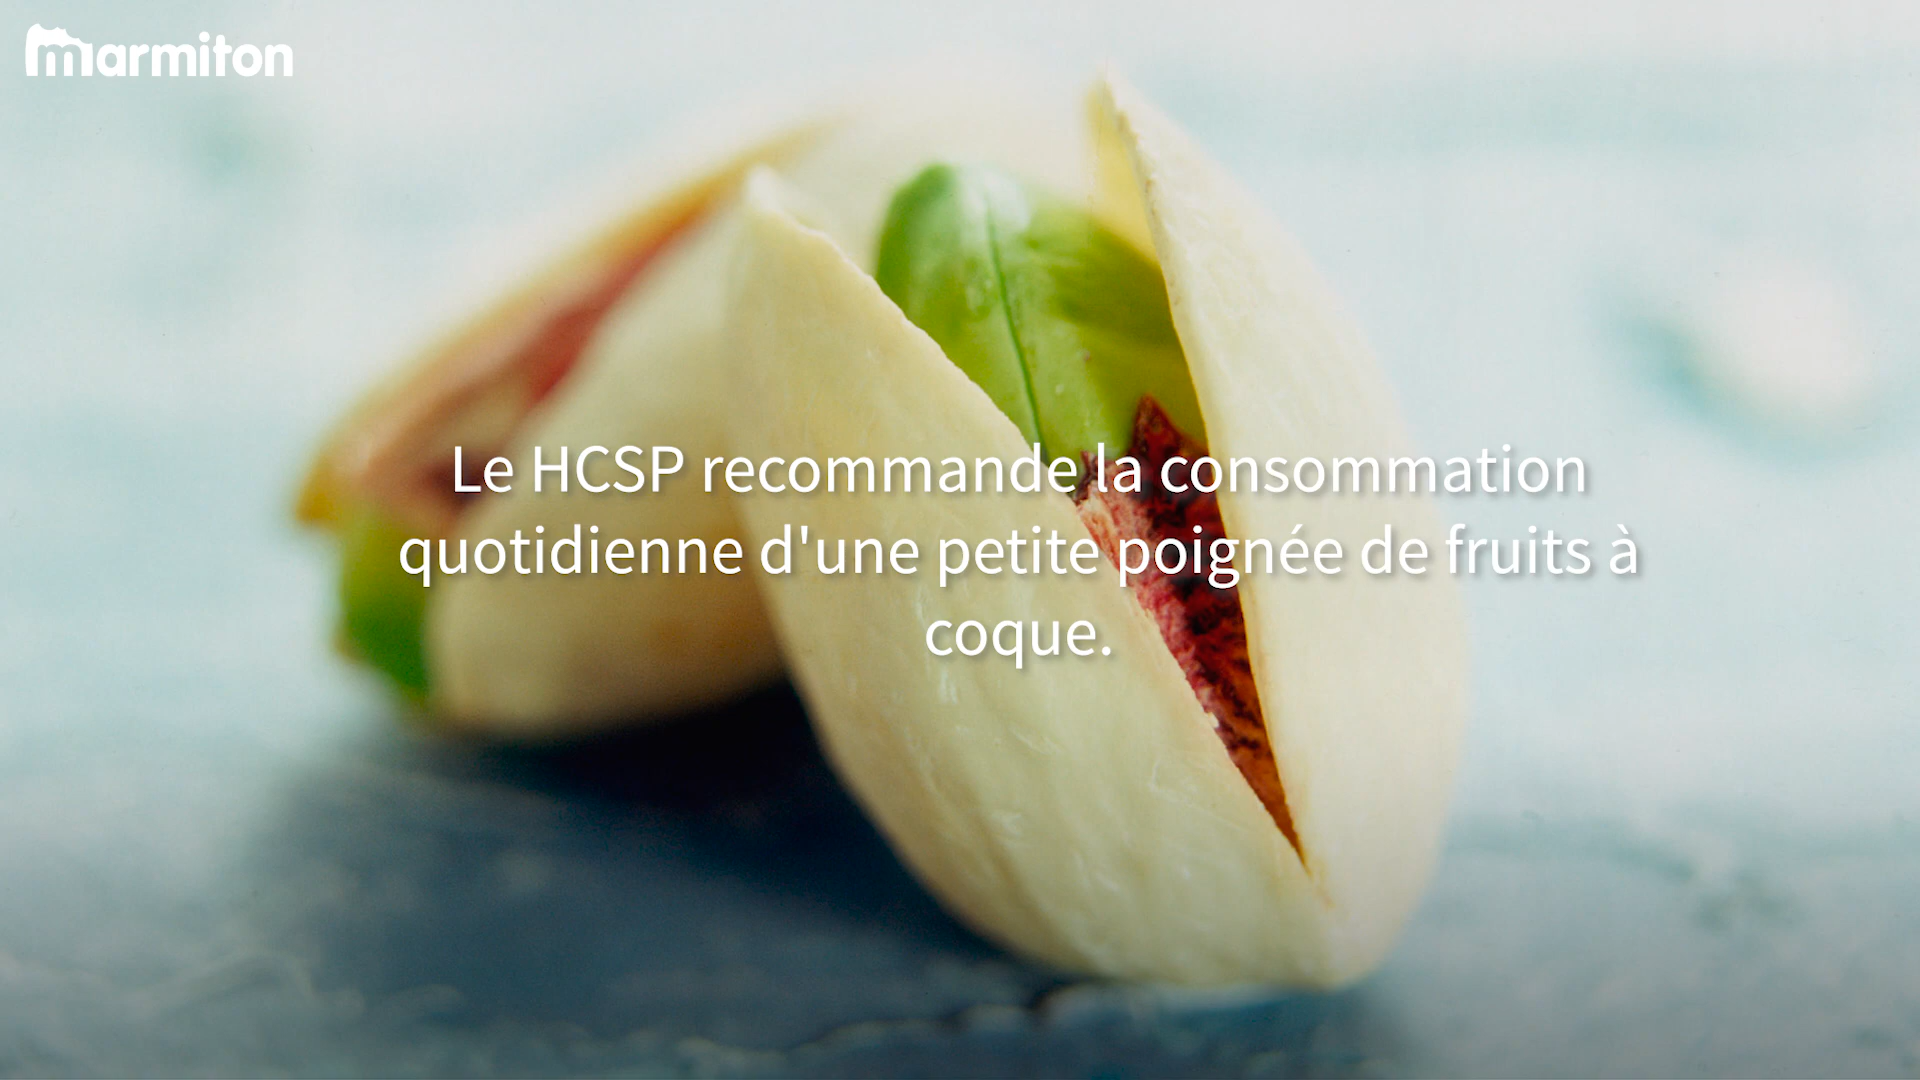 marmiton
Le HCSP recommande la consommation
quotidienne d'une petite poignée de fruits à
coque.